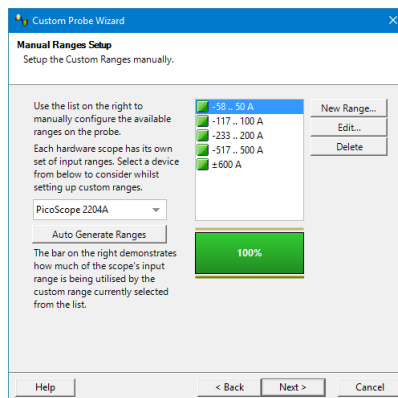 Custom Probe Wizard
Manual Ranges Setup
Setup the Custom Ranges manually.
Use the list on the right to
manually configure the available
ranges on the probe.
Each hardware scope has its own
set of input ranges. Select a device
from below to consider whilst
setting up custom ranges.
PicoScope 2204A
Auto Generate Ranges
The bar on the right demonstrates
how much of the scope's input
range is being utilised by the
custom range currently selected
from the list.
-58 .. 50 A
-117 .. 100 A
-233 .. 200 A
-517 .. 500 A
±600 A
100%
New Range...
Edit...
Delete
Help
< Back
Next >
Cancel